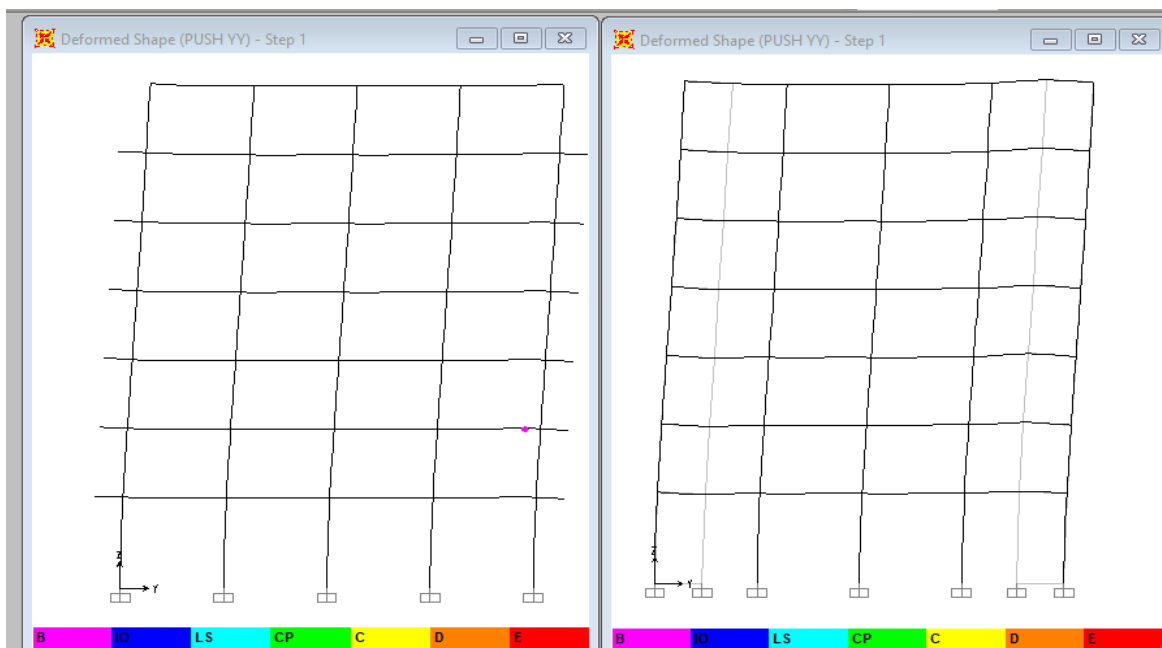 Deformed Shape (PUSH YY) - Step 1
Z
Y
B IO LS CP C D E
Deformed Shape (PUSH YY) - Step 1
Z
Y
B IO LS CP C D E